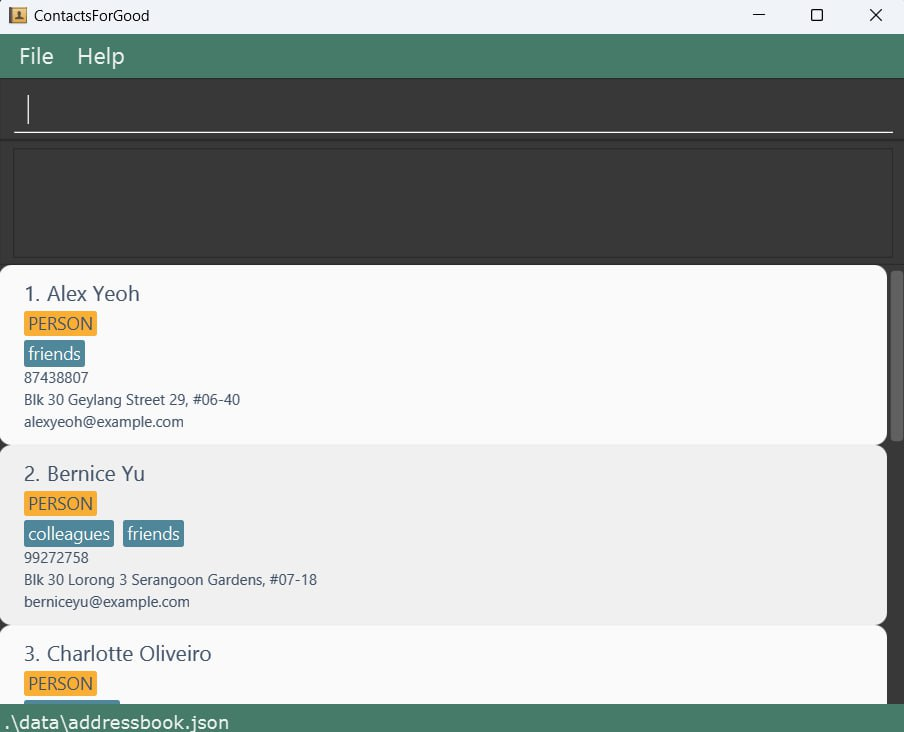 ContactsForGood
File Help
1. Alex Yeoh
PERSON
friends
87438807
Blk 30 Geylang Street 29, #06-40
alexyeoh@example.com
2. Bernice Yu
PERSON
colleagues friends
99272758
Blk 30 Lorong 3 Serangoon Gardens, #07-18
berniceyu@example.com
3. Charlotte Oliveiro
PERSON
.\data\addressbook.json